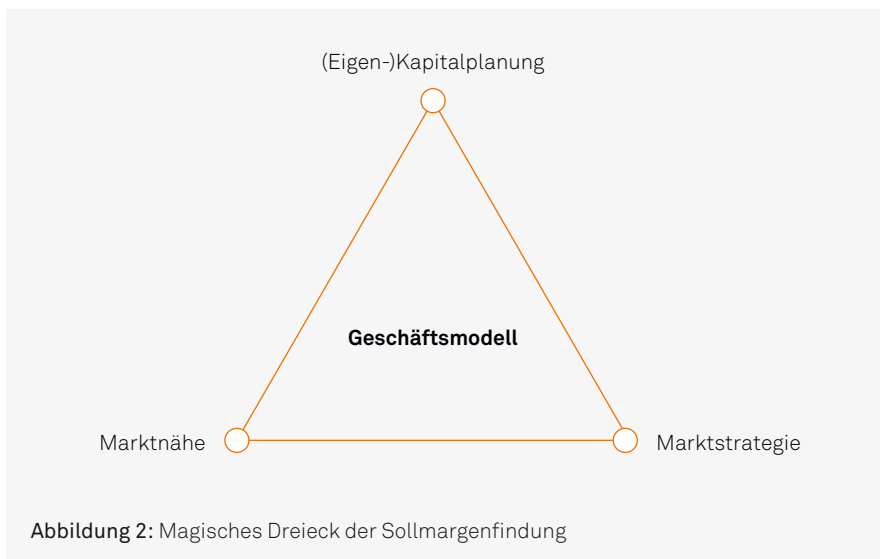 (Eigen-)Kapitalplanung
Geschäftsmodell
Marktnähe
Marktstrategie
Abbildung 2: Magisches Dreieck der Sollmargenfindung